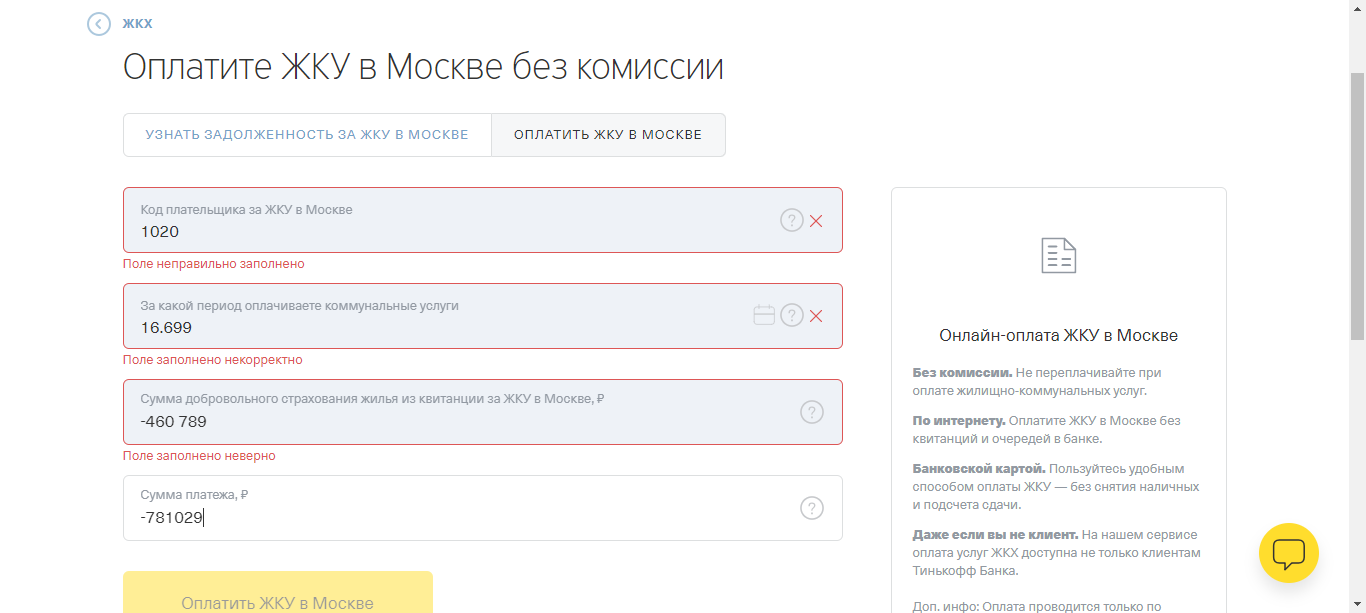 ЖКХ
Оплатите ЖКУ в Москве без комиссии
УЗНАТЬ ЗАДОЛЖЕННОСТЬ ЗА ЖКУ В МОСКВЕ
ОПЛАТИТЬ ЖКУ В МОСКВЕ
Код плательщика за ЖКУ в Москве
1020
Поле неправильно заполнено
За какой период оплачиваете коммунальные услуги
16.699
Поле заполнено некорректно
Сумма добровольного страхования жилья из квитанции за ЖКУ в Москве, ₽
-460 789
Поле заполнено неверно
Сумма платежа, ₽
-781029
Оплатить ЖКУ в Москве
Онлайн-оплата ЖКУ в Москве
Без комиссии. Не переплачивайте при
оплате жилищно-коммунальных услуг.
По интернету. Оплатите ЖКУ в Москве без
квитанций и очередей в банке.
Банковской картой. Пользуйтесь удобным
способом оплаты ЖКУ — без снятия наличных
и подсчета сдачи.
Даже если вы не клиент. На нашем сервисе
оплата услуг ЖКХ доступна не только клиентам
Тинькофф Банка.
Доп. инфо: Оплата проводится только по